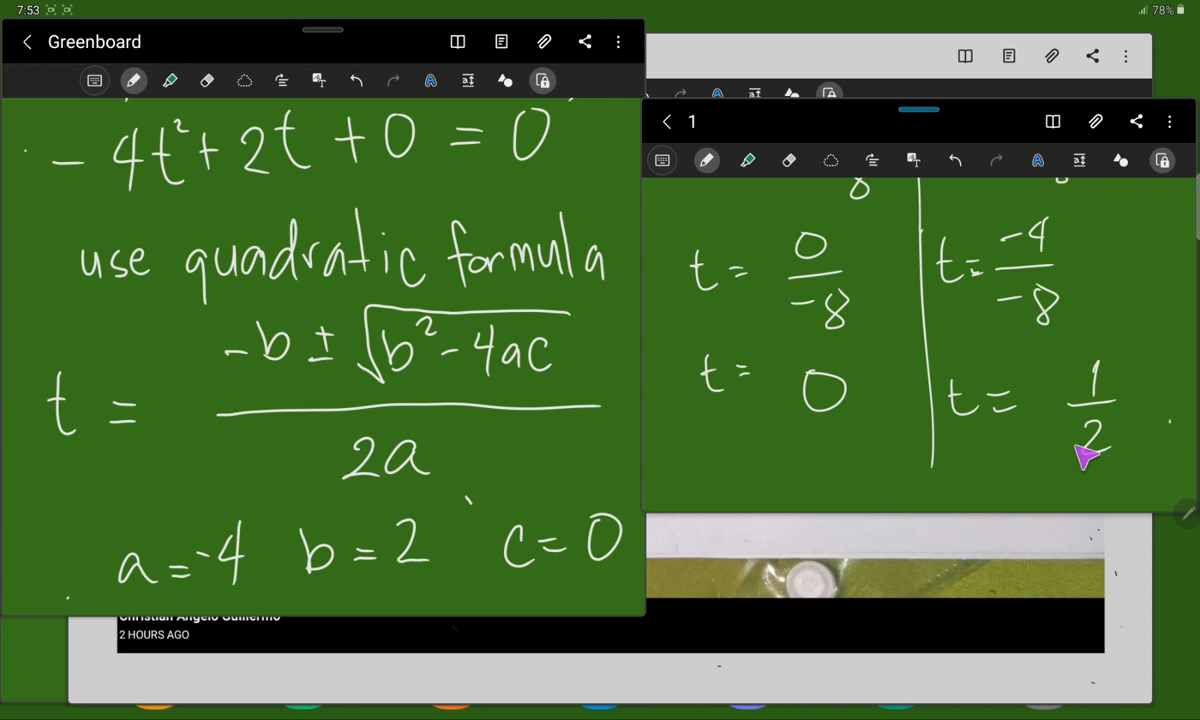 7:53
78%
Greenboard
- 4t² + 2t + 0 = 0
use quadratic formula
t = -b ± √b² - 4ac
2a
a = -4 b = 2 c = 0
1
8
t = 0/-8
t = 0
t = -4/-8
t = 1/2
2 HOURS AGO